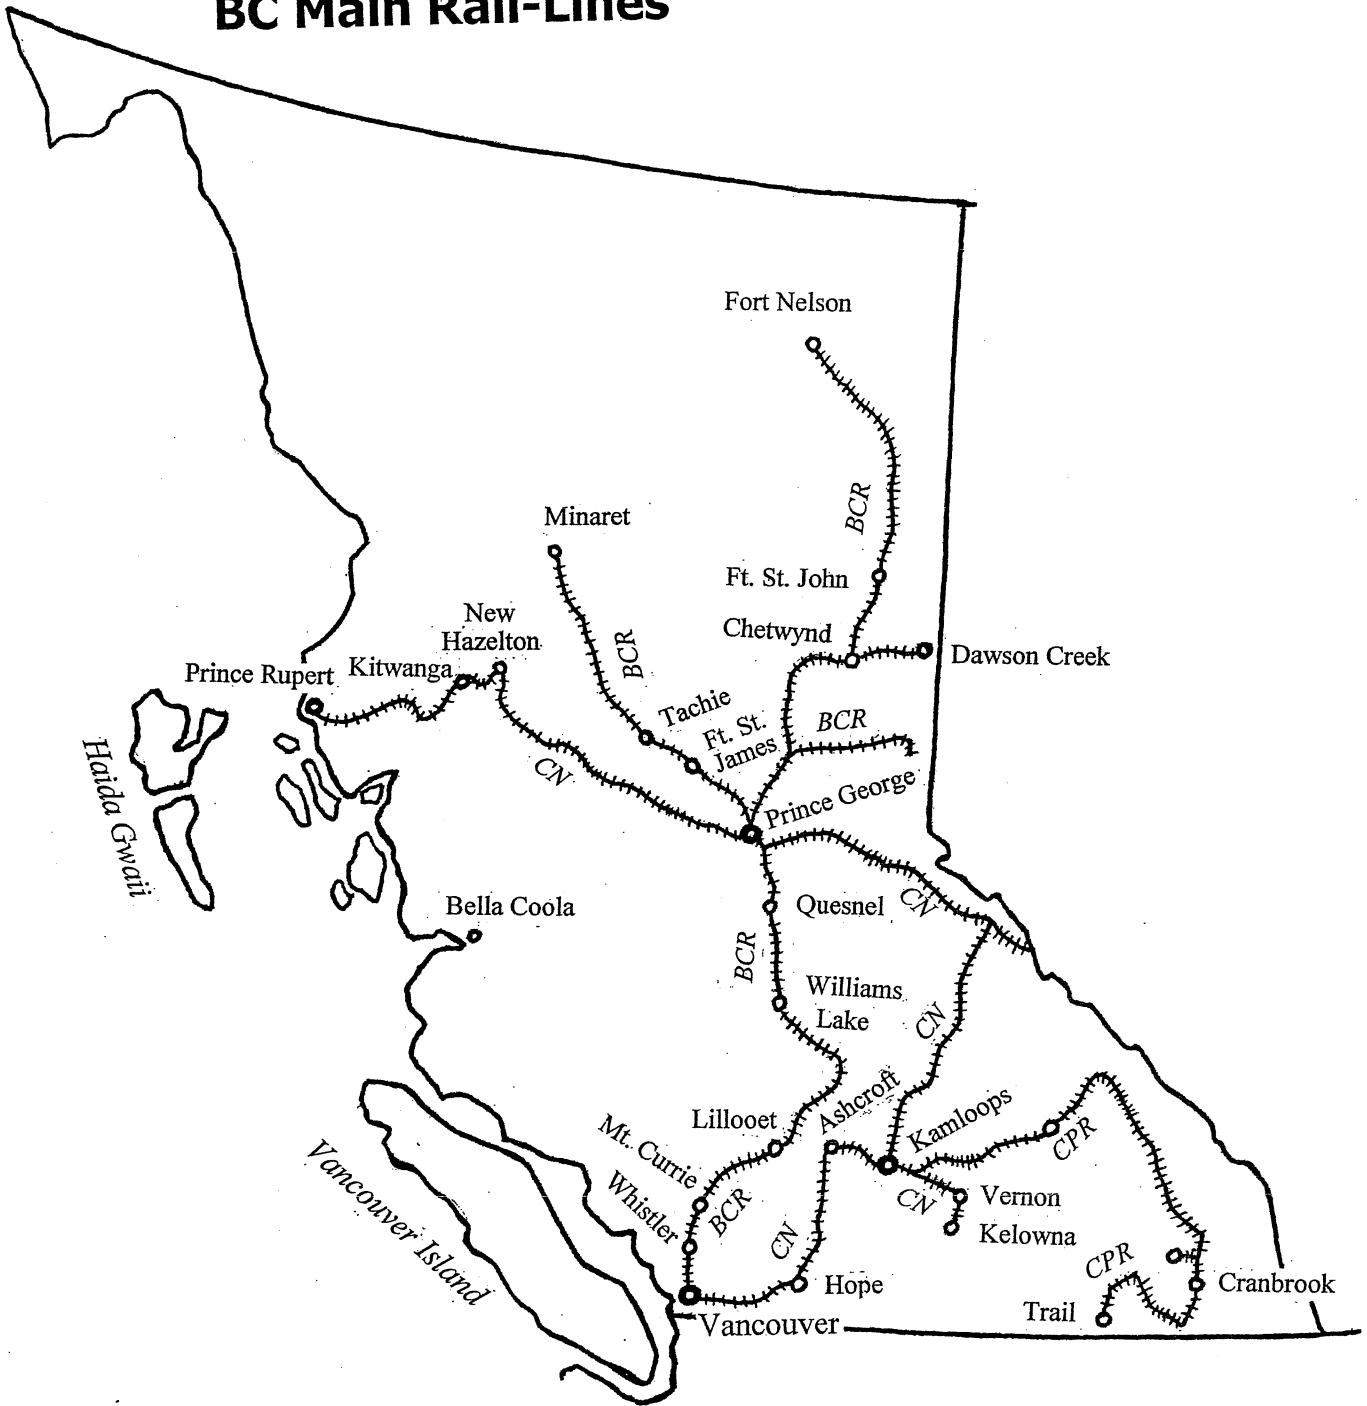 BC Main Rail-Lines
Fort Nelson
BCR
Minaret
Ft. St. John
New
Hazelton
Chetwynd
BCR
Dawson Creek
Prince Rupert
Kitwanga
Tachie
Ft. St.
James
BCR
Haida Gwaii
CN
Prince George
Bella Coola
Quesnel
CN
BCR
Williams
Lake
CN
Ashcroft
Lillooet
Kamloops
Mt. Currie
CPR
Whistler
BCR
Vancouver Island
CN
Vernon
CN
Kelowna
CPR
Hope
Cranbrook
Trail
Vancouver